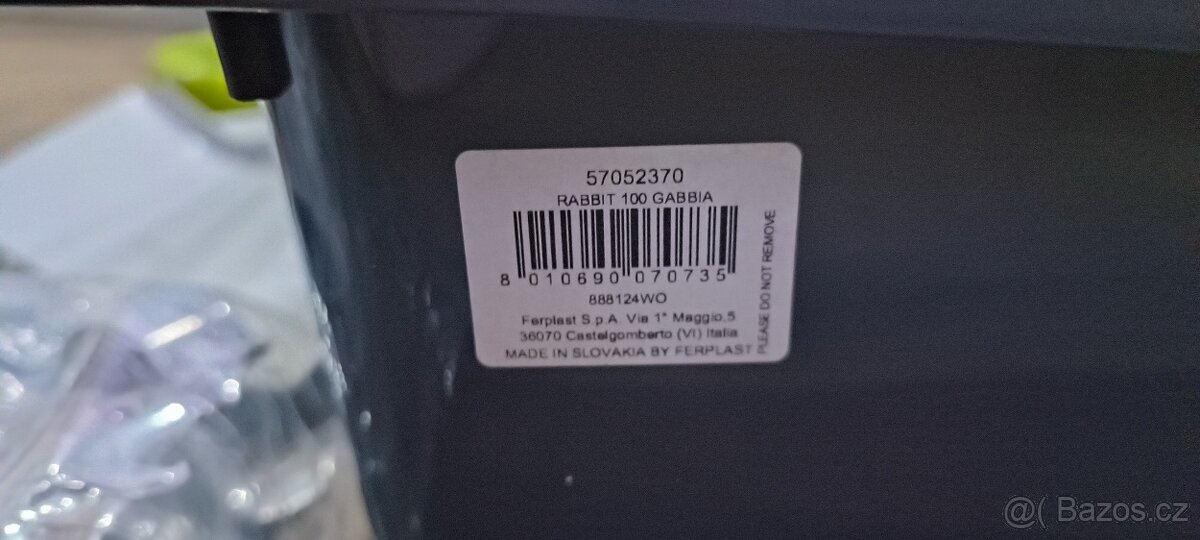 57052370
RABBIT 100 GABBIA
8 010690 070735
888124WO
Ferplast S.p.A. Via 1° Maggio,5
36070 Castelgomberto (VI) Italia
MADE IN SLOVAKIA BY FERPLAST
PLEASE DO NOT REMOVE
@( Bazos.cz